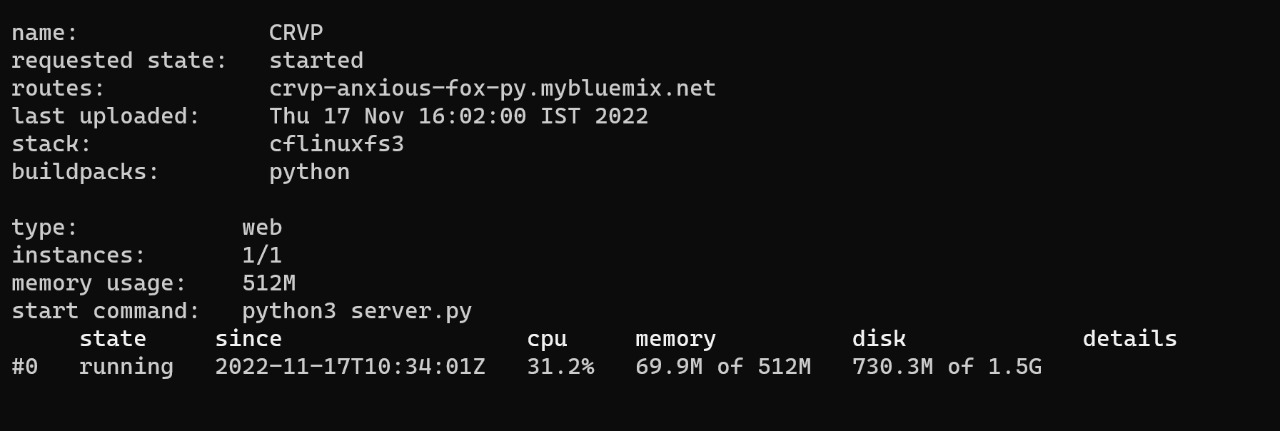 name:              CRVP
requested state:   started
routes:            crvp-anxious-fox-py.mybluemix.net
last uploaded:     Thu 17 Nov 16:02:00 IST 2022
stack:             cflinuxfs3
buildpacks:        python

type:            web
instances:       1/1
memory usage:    512M
start command:   python3 server.py
     state     since                  cpu     memory          disk             details
#0   running   2022-11-17T10:34:01Z   31.2%   69.9M of 512M   730.3M of 1.5G